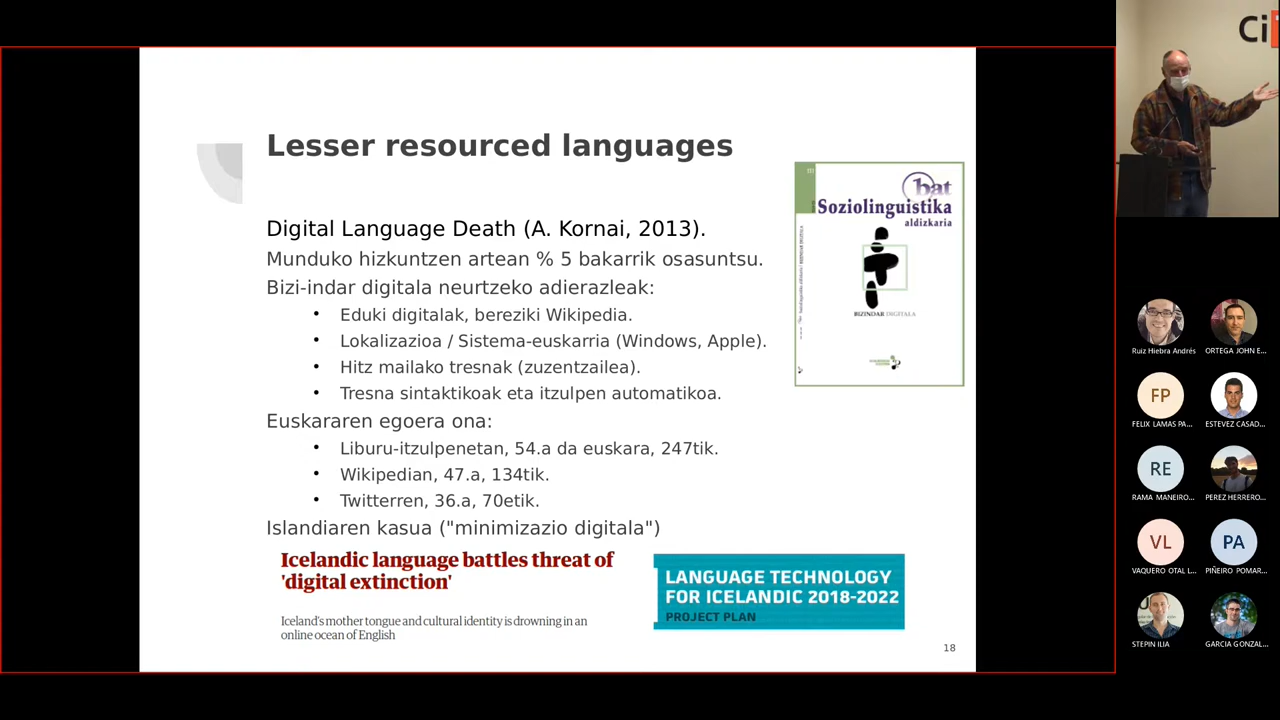 Lesser resourced languages
Digital Language Death (A. Kornai, 2013).
Munduko hizkuntzen artean % 5 bakarrik osasuntsu.
Bizi-indar digitala neurtzeko adierazleak:
• Eduki digitalak, bereziki Wikipedia.
• Lokalizazioa / Sistema-euskarria (Windows, Apple).
• Hitz mailako tresnak (zuzentzailea).
• Tresna sintaktikoak eta itzulpen automatikoa.
Euskararen egoera ona:
• Liburu-itzulpenetan, 54.a da euskara, 247tik.
• Wikipedian, 47.a, 134tik.
• Twitterren, 36.a, 70etik.
Islandiaren kasua ("minimizazio digitala")
Icelandic language battles threat of
'digital extinction'
Iceland's mother tongue and cultural identity is drowning in an
online ocean of English
LANGUAGE TECHNOLOGY
FOR ICELANDIC 2018-2022
PROJECT PLAN
18
bat
Soziolinguistika
aldizkaria
BIZINDAR DIGITALA
Ci
Ruiz Hiebra Andrés
ORTEGA JOHN E...
FP
FELIX LAMAS PA...
ESTEVEZ CASAD...
RE
RAMA MANEIRO...
PEREZ HERRERO...
VL
VAQUERO OTAL L...
PA
PIÑEIRO POMAR...
STEPIN ILIA
GARCIA GONZAL...